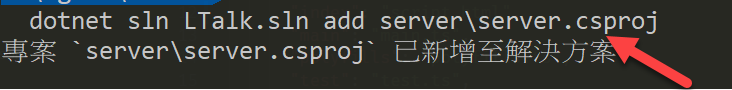 dotnet sln LTalk.sln add server\server.csproj
專案 `server\server.csproj` 已新增至解決方案